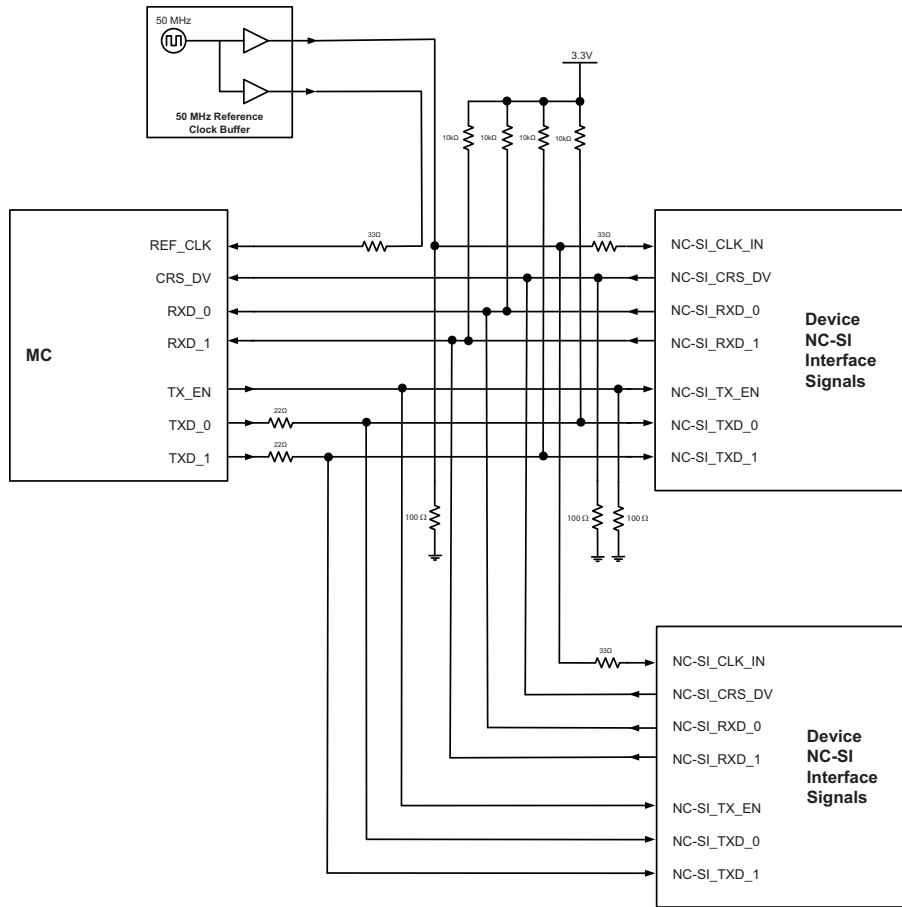 50 MHz
50 MHz Reference
Clock Buffer
3.3V
10kΩ
10kΩ
10kΩ
10kΩ
MC
REF_CLK
CRS_DV
RXD_0
RXD_1
TX_EN
TXD_0
TXD_1
33Ω
33Ω
22Ω
22Ω
NC-SI_CLK_IN
NC-SI_CRS_DV
NC-SI_RXD_0
NC-SI_RXD_1
NC-SI_TX_EN
NC-SI_TXD_0
NC-SI_TXD_1
Device
NC-SI
Interface
Signals
100 Ω
100 Ω
100 Ω
33Ω
NC-SI_CLK_IN
NC-SI_CRS_DV
NC-SI_RXD_0
NC-SI_RXD_1
NC-SI_TX_EN
NC-SI_TXD_0
NC-SI_TXD_1
Device
NC-SI
Interface
Signals